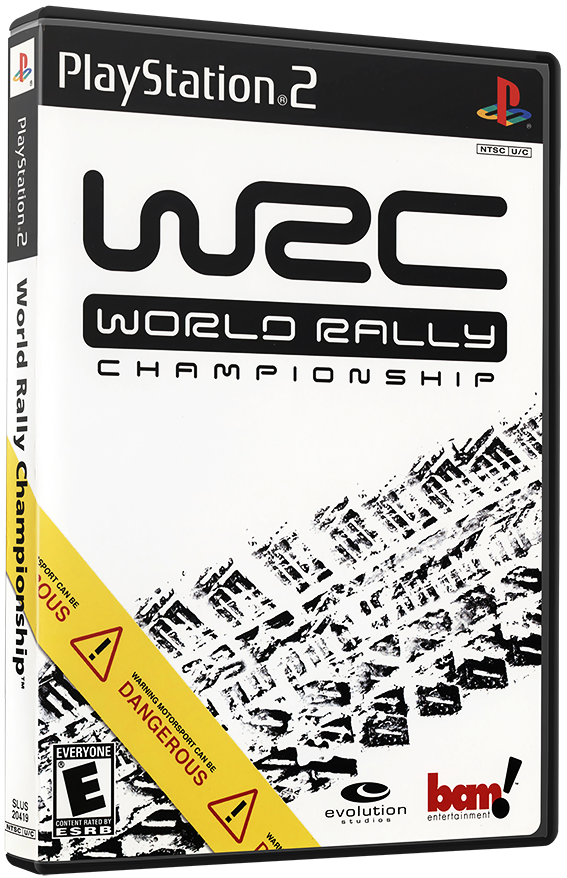 PlayStation®2
NTSC U/C
WRC
WORLD RALLY
CHAMPIONSHIP
SPORT CAN BE
ROUS
WARNING MOTORSPORT CAN BE
DANGEROUS
D
EVERYONE
E
CONTENT RATED BY
ESRB
evolution
studios
bam!
entertainment
PlayStation®2
World Rally Championship™
SLUS
20419
NTSC U/C